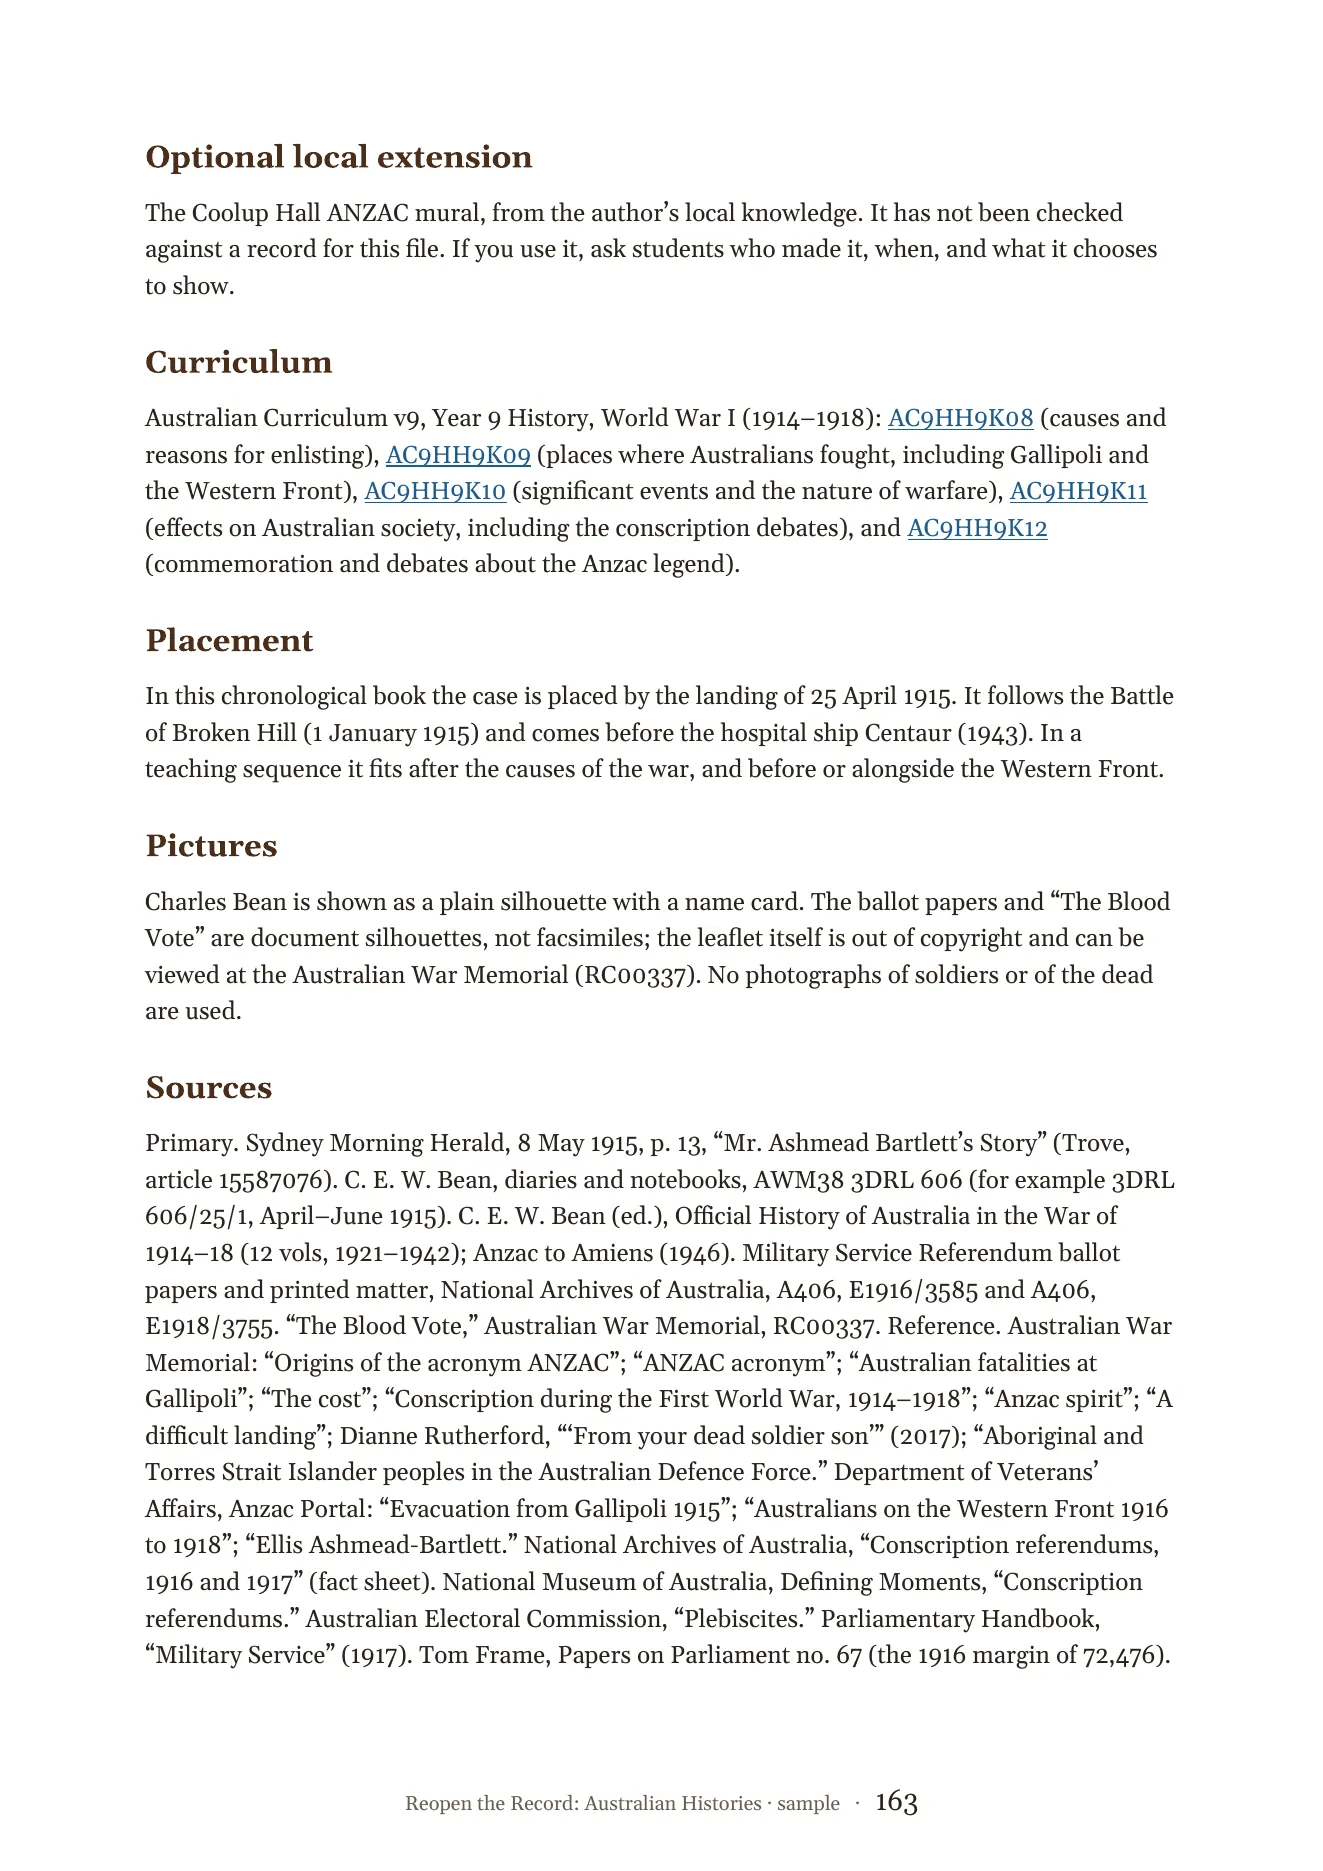 Optional local extension
The Coolup Hall ANZAC mural, from the author’s local knowledge. It has not been checked
against a record for this file. If you use it, ask students who made it, when, and what it chooses
to show.
Curriculum
Australian Curriculum v9, Year 9 History, World War I (1914–1918): AC9HH9K08 (causes and
reasons for enlisting), AC9HH9K09 (places where Australians fought, including Gallipoli and
the Western Front), AC9HH9K10 (significant events and the nature of warfare), AC9HH9K11
(effects on Australian society, including the conscription debates), and AC9HH9K12
(commemoration and debates about the Anzac legend).
Placement
In this chronological book the case is placed by the landing of 25 April 1915. It follows the Battle
of Broken Hill (1 January 1915) and comes before the hospital ship Centaur (1943). In a
teaching sequence it fits after the causes of the war, and before or alongside the Western Front.
Pictures
Charles Bean is shown as a plain silhouette with a name card. The ballot papers and “The Blood
Vote” are document silhouettes, not facsimiles; the leaflet itself is out of copyright and can be
viewed at the Australian War Memorial (RC00337). No photographs of soldiers or of the dead
are used.
Sources
Primary. Sydney Morning Herald, 8 May 1915, p. 13, “Mr. Ashmead Bartlett’s Story” (Trove,
article 15587076). C. E. W. Bean, diaries and notebooks, AWM38 3DRL 606 (for example 3DRL
606/25/1, April–June 1915). C. E. W. Bean (ed.), Official History of Australia in the War of
1914–18 (12 vols, 1921–1942); Anzac to Amiens (1946). Military Service Referendum ballot
papers and printed matter, National Archives of Australia, A406, E1916/3585 and A406,
E1918/3755. “The Blood Vote,” Australian War Memorial, RC00337. Reference. Australian War
Memorial: “Origins of the acronym ANZAC”; “ANZAC acronym”; “Australian fatalities at
Gallipoli”; “The cost”; “Conscription during the First World War, 1914–1918”; “Anzac spirit”; “A
difficult landing”; Dianne Rutherford, “‘From your dead soldier son’” (2017); “Aboriginal and
Torres Strait Islander peoples in the Australian Defence Force.” Department of Veterans’
Affairs, Anzac Portal: “Evacuation from Gallipoli 1915”; “Australians on the Western Front 1916
to 1918”; “Ellis Ashmead-Bartlett.” National Archives of Australia, “Conscription referendums,
1916 and 1917” (fact sheet). National Museum of Australia, Defining Moments, “Conscription
referendums.” Australian Electoral Commission, “Plebiscites.” Parliamentary Handbook,
“Military Service” (1917). Tom Frame, Papers on Parliament no. 67 (the 1916 margin of 72,476).
Reopen the Record: Australian Histories · sample · 163